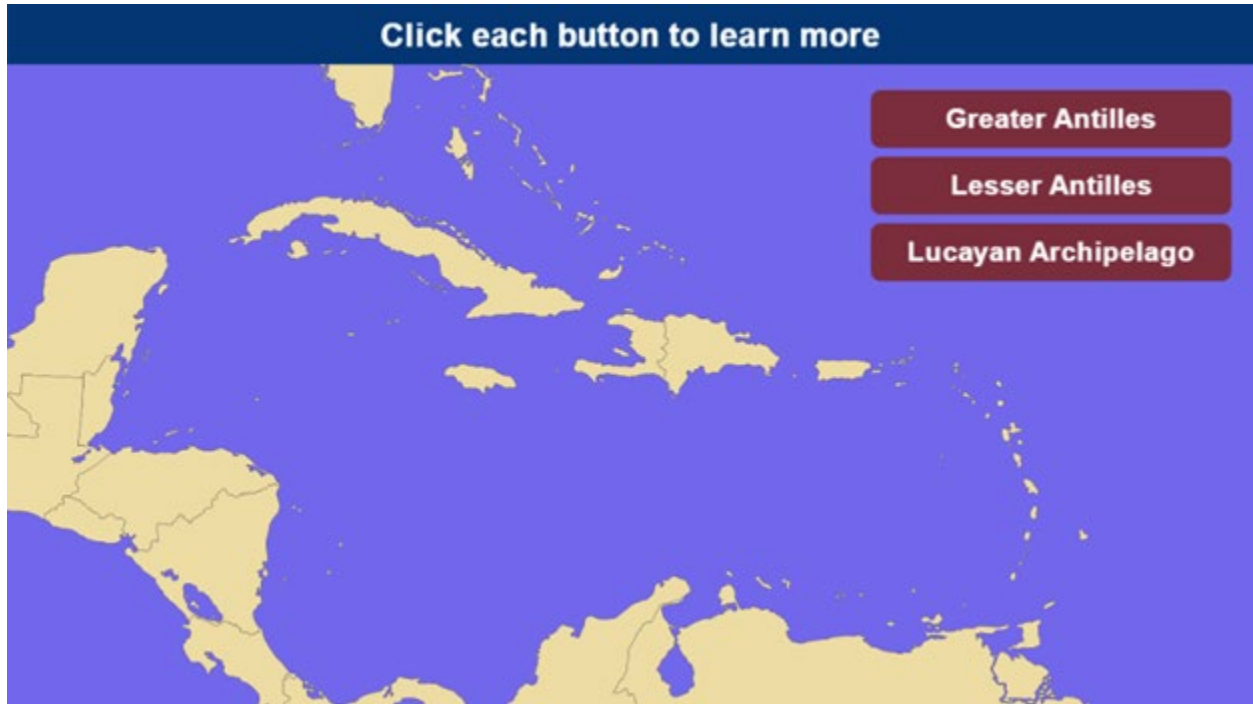 Click each button to learn more
Greater Antilles
Lesser Antilles
Lucayan Archipelago